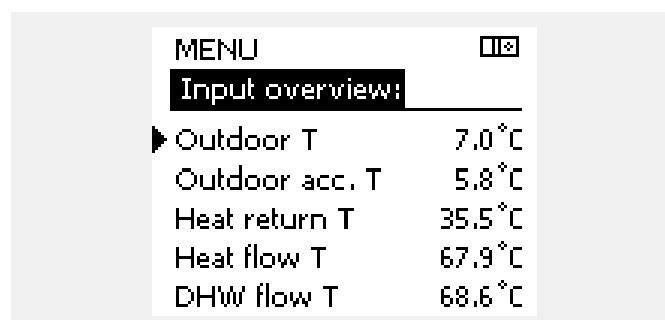 MENU
Input overview:
Outdoor T 7.0°C
Outdoor acc. T 5.8°C
Heat return T 35.5°C
Heat flow T 67.9°C
DHW flow T 68.6°C